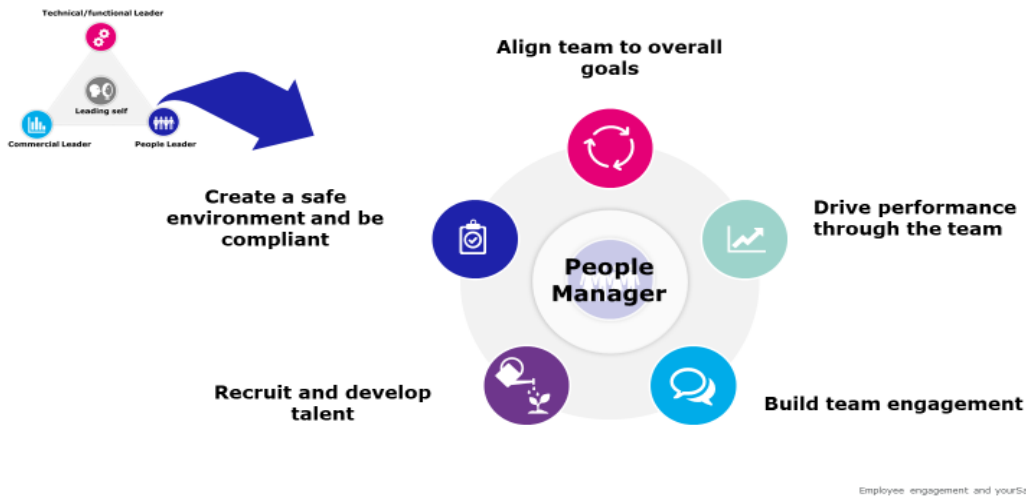 Technical/functional Leader
Leading self
Commercial Leader
People Leader
Align team to overall
goals
Create a safe
environment and be
compliant
Drive performance
through the team
People
Manager
Recruit and develop
talent
Build team engagement
Employee engagement and yourSa